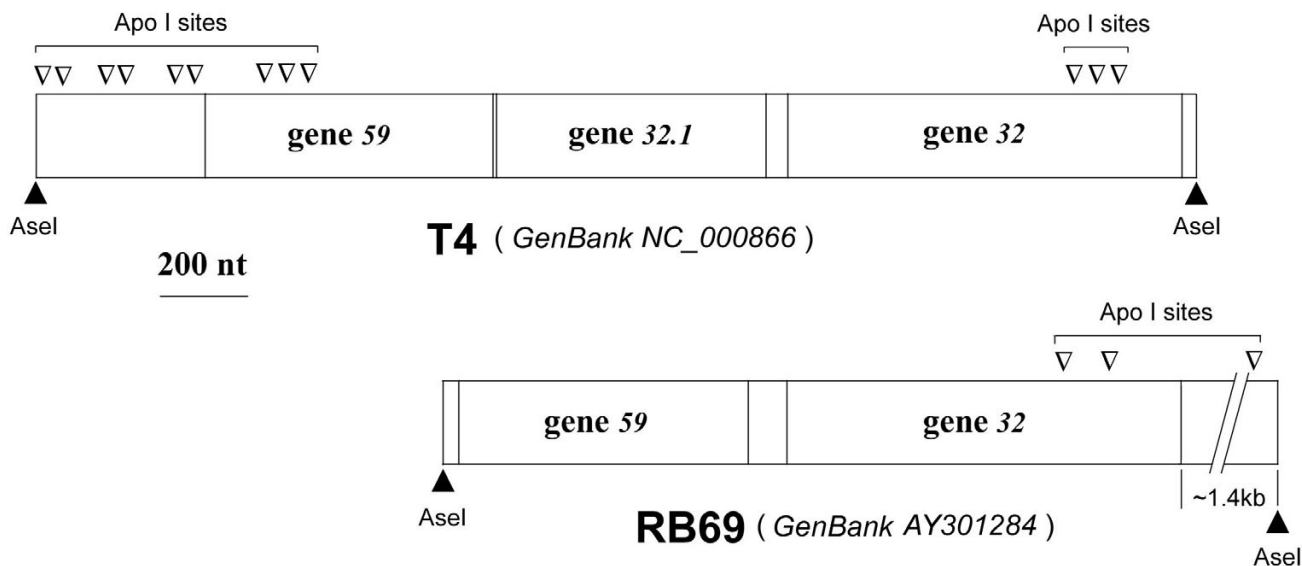 Apo I sites
Apo I sites
gene 59
gene 32.1
gene 32
AseI
AseI
T4 ( GenBank NC_000866 )
200 nt
Apo I sites
gene 59
gene 32
AseI
~1.4kb
RB69 ( GenBank AY301284 )
AseI